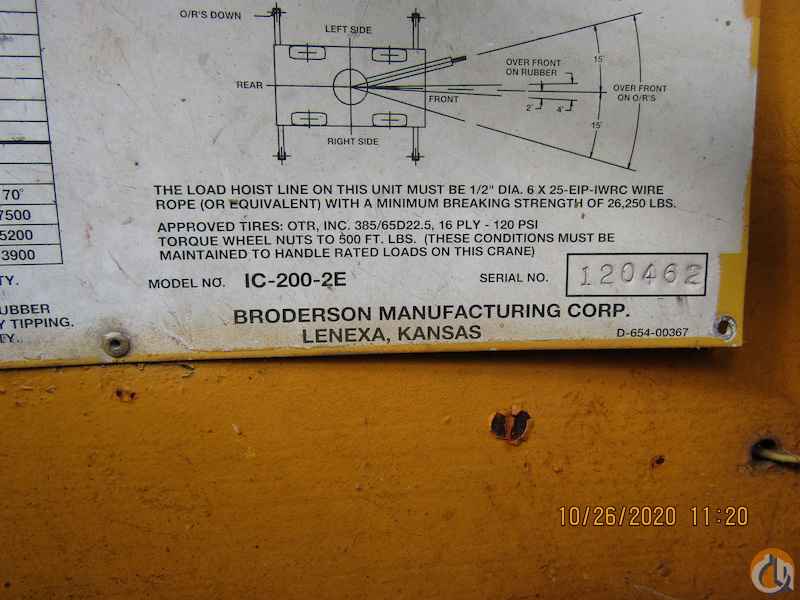 O/R'S DOWN
LEFT SIDE
REAR
FRONT
RIGHT SIDE
OVER FRONT
ON RUBBER
15°
OVER FRONT
ON O/R'S
2'
4'
15°
70°
7500
5200
3900
TY.
UBBER
Y TIPPING.
TY.
THE LOAD HOIST LINE ON THIS UNIT MUST BE 1/2" DIA. 6 X 25-EIP-IWRC WIRE
ROPE (OR EQUIVALENT) WITH A MINIMUM BREAKING STRENGTH OF 26,250 LBS.
APPROVED TIRES: OTR, INC. 385/65D22.5, 16 PLY - 120 PSI
TORQUE WHEEL NUTS TO 500 FT. LBS. (THESE CONDITIONS MUST BE
MAINTAINED TO HANDLE RATED LOADS ON THIS CRANE)
MODEL NO. IC-200-2E SERIAL NO. 120462
BRODERSON MANUFACTURING CORP.
LENEXA, KANSAS
D-654-00367
10/26/2020 11:20